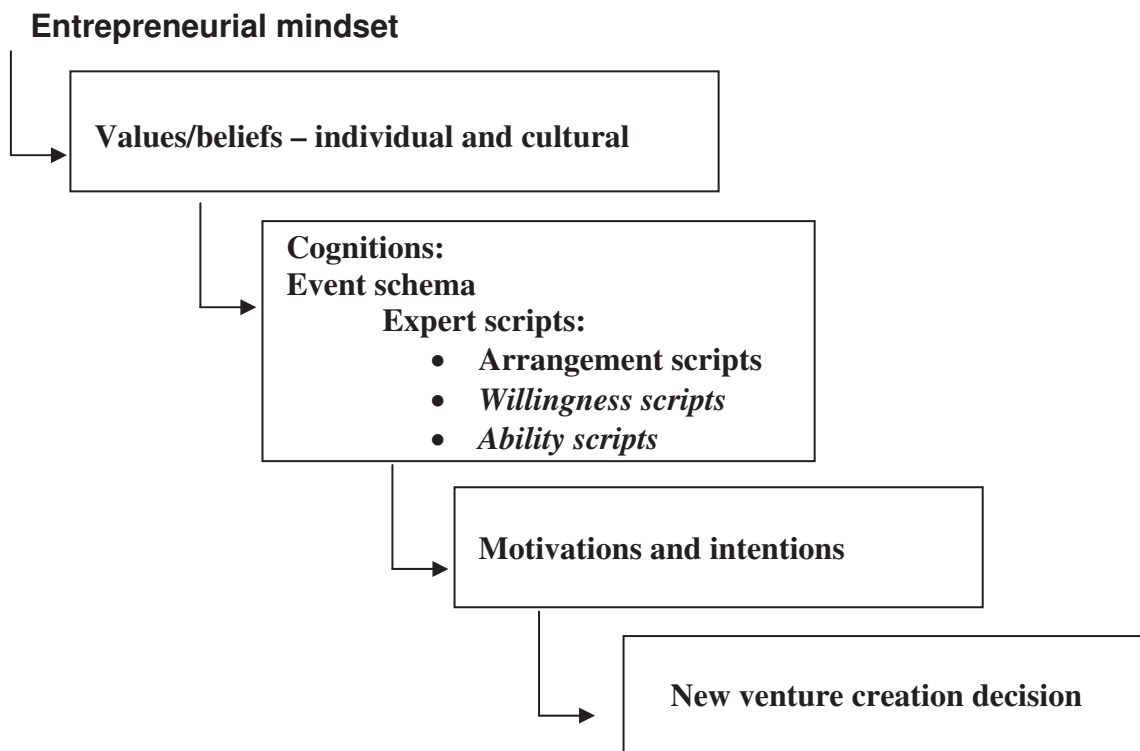 Entrepreneurial mindset
Values/beliefs – individual and cultural
Cognitions:
Event schema
Expert scripts:
• Arrangement scripts
• Willingness scripts
• Ability scripts
Motivations and intentions
New venture creation decision